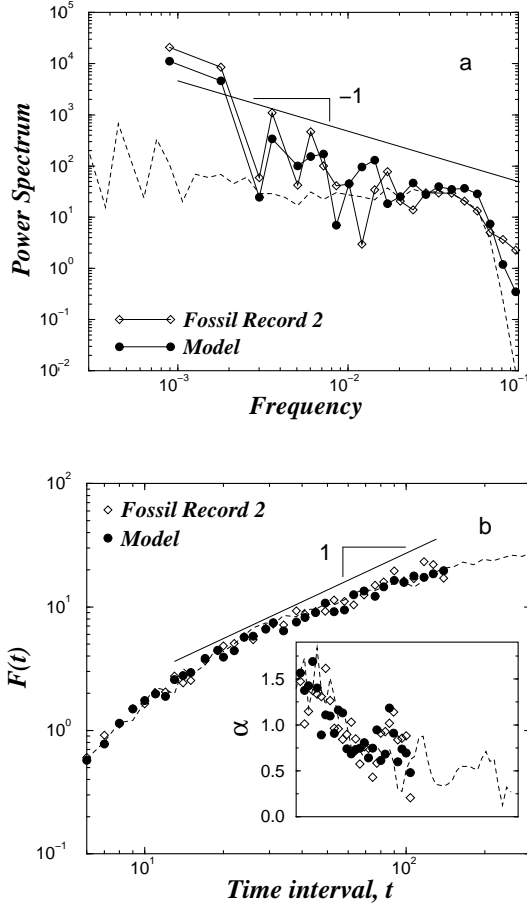 10^5
a
10^4
−1
10^3
10^2
10^1
10^0
10^-1
Fossil Record 2
Model
10^-2
10^-3
10^-2
10^-1
Power Spectrum
Frequency
10^2
Fossil Record 2
b
Model
1
10^1
1.5
1.0
α
0.5
0.0
10^0
10^-1
10^1
10^2
F(t)
Time interval, t